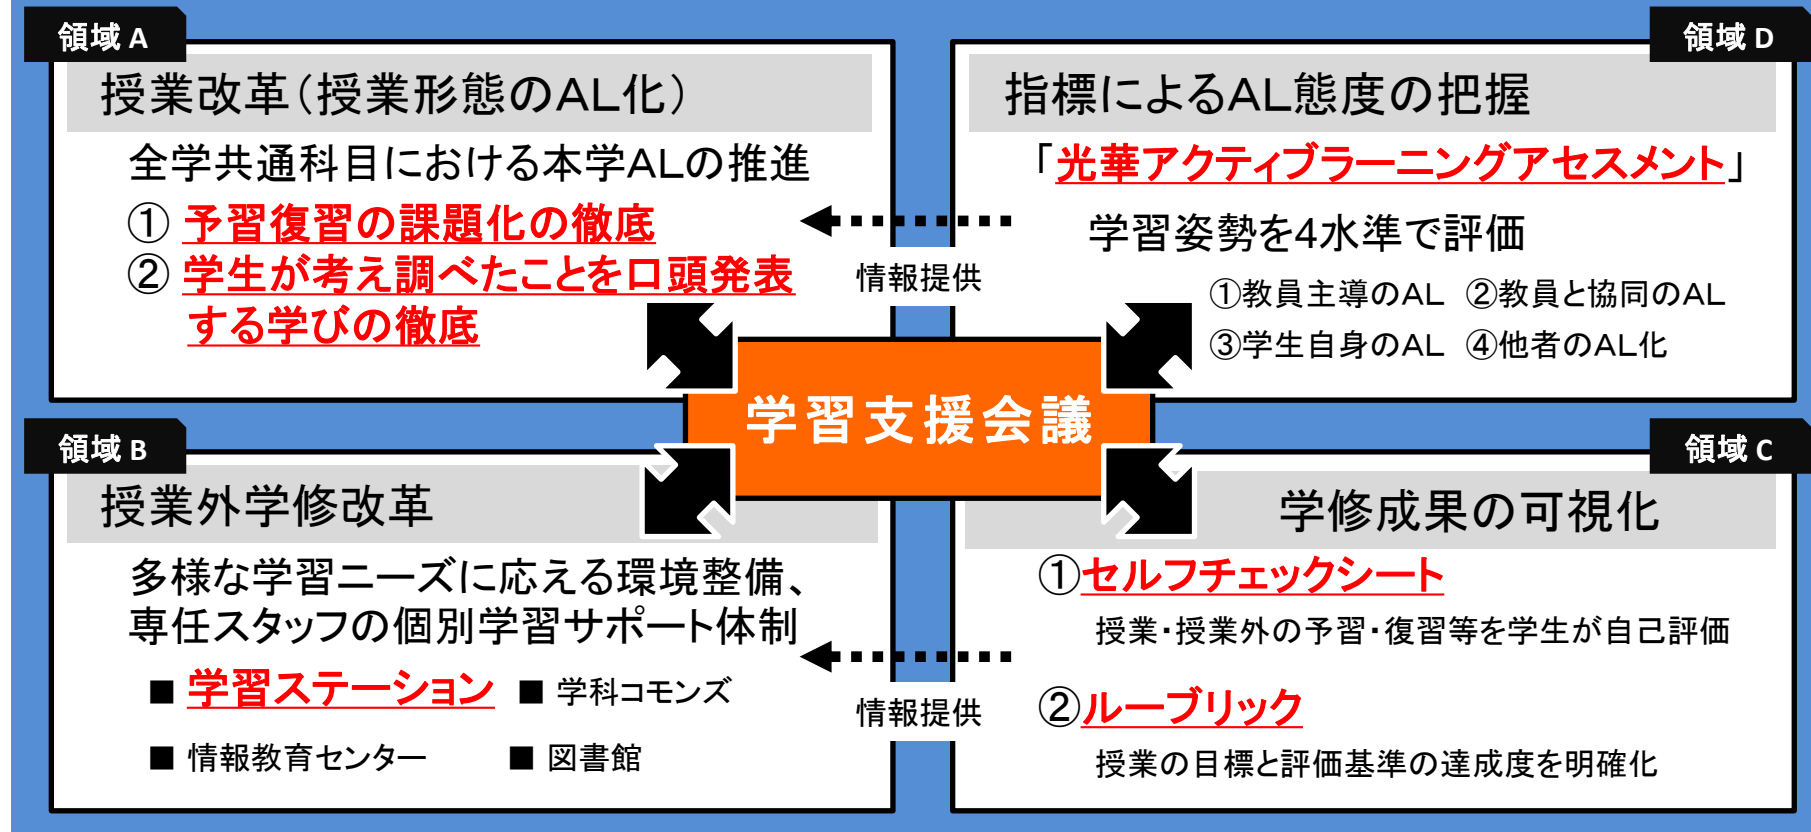 領域 A
授業改革（授業形態のAL化）
全学共通科目における本学ALの推進
① 予習復習の課題化の徹底
② 学生が考え調べたことを口頭発表
する学びの徹底
領域 D
指標によるAL態度の把握
「光華アクティブラーニングアセスメント」
学習姿勢を4水準で評価
①教員主導のAL ②教員と協同のAL
③学生自身のAL ④他者のAL化
情報提供
学習支援会議
領域 B
授業外学修改革
多様な学習ニーズに応える環境整備、
専任スタッフの個別学習サポート体制
■ 学習ステーション ■ 学科コモンズ
■ 情報教育センター ■ 図書館
情報提供
領域 C
学修成果の可視化
①セルフチェックシート
授業・授業外の予習・復習等を学生が自己評価
②ルーブリック
授業の目標と評価基準の達成度を明確化